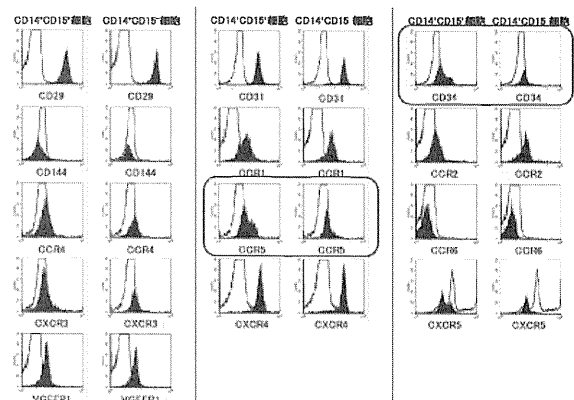 CD14⁺CD15⁺細胞 CD14⁺CD15⁻細胞
CD29 CD29
CD144 CD144
CCR4 CCR4
CXCR3 CXCR3
VGEFR1 VGEFR1
CD14⁺CD15⁺細胞 CD14⁺CD15⁻細胞
CD31 CD31
CCR1 CCR1
CCR5 CCR5
CXCR4 CXCR4
CD14⁺CD15⁺細胞 CD14⁺CD15⁻細胞
CD34 CD34
CCR2 CCR2
CCR6 CCR6
CXCR5 CXCR5